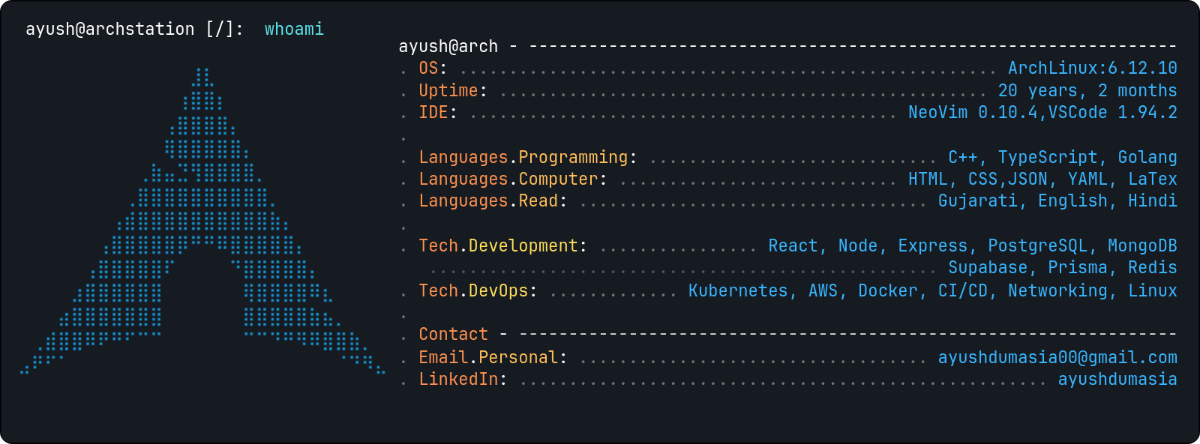 ayush@archstation [/]: whoami
ayush@arch - -----------------------------------------------------------------
. OS: ...................................................... ArchLinux:6.12.10
. Uptime: ................................................. 20 years, 2 months
. IDE: ........................................... NeoVim 0.10.4,VSCode 1.94.2
.
. Languages.Programming: ............................. C++, TypeScript, Golang
. Languages.Computer: ............................ HTML, CSS,JSON, YAML, LaTex
. Languages.Read: ................................... Gujarati, English, Hindi
.
. Tech.Development: ................ React, Node, Express, PostgreSQL, MongoDB
................................................... Supabase, Prisma, Redis
. Tech.DevOps: ............. Kubernetes, AWS, Docker, CI/CD, Networking, Linux
.
. Contact - ------------------------------------------------------------------
. Email.Personal: ................................... ayushdumasia00@gmail.com
. LinkedIn: ..................................................... ayushdumasia